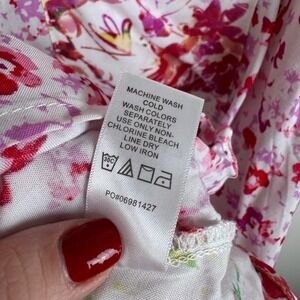 MACHINE WASH
COLD
WASH COLORS
SEPARATELY
USE ONLY NON-
CHLORINE BLEACH
LINE DRY
LOW IRON
PO#06981427